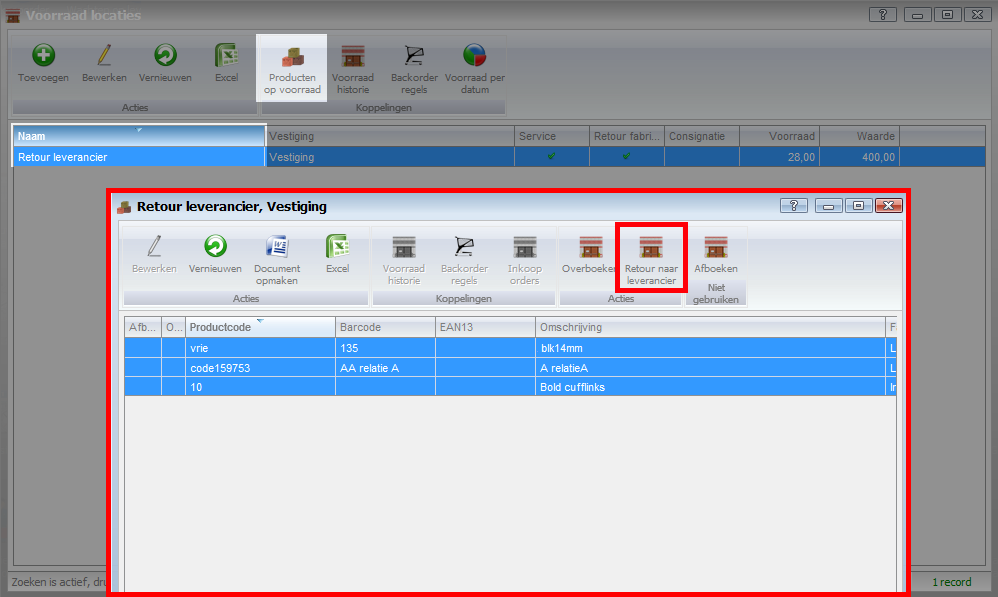 Voorraad locaties
?
Toevoegen Bewerken Vernieuwen Excel Producten op voorraad Voorraad historie Backorder regels Voorraad per datum
Acties Koppelingen
Naam Vestiging Service Retour fabri... Consignatie Voorraad Waarde
Retour leverancier Vestiging 28,00 400,00
Retour leverancier, Vestiging
?
Bewerken Vernieuwen Document opmaken Excel Voorraad historie Backorder regels Inkoop orders Overboeken Retour naar leverancier Afboeken
Acties Koppelingen Acties Niet gebruiken
Afb... O... Productcode Barcode EAN13 Omschrijving
vrie 135 blk14mm
code159753 AA relatie A A relatieA
10 Bold cufflinks
Zoeken is actief, 1 record